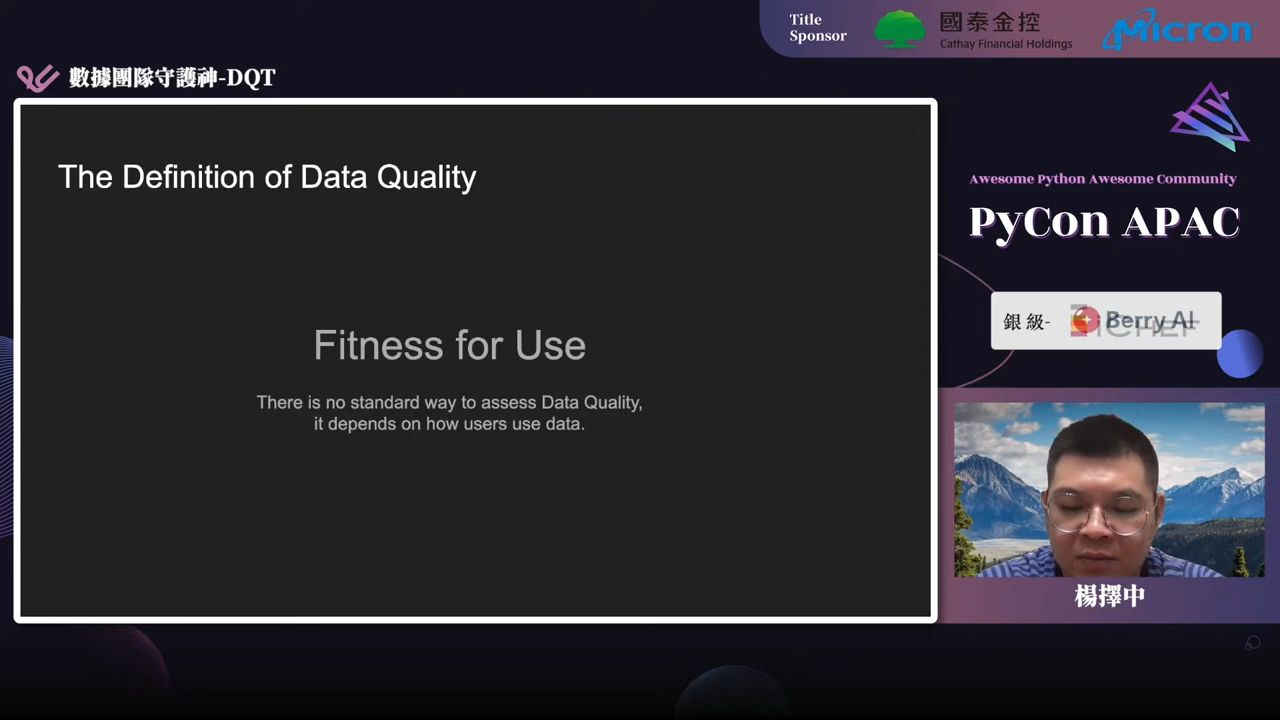 Title
Sponsor
國泰金控
Cathay Financial Holdings
Micron
數據團隊守護神-DQT
The Definition of Data Quality
Fitness for Use
There is no standard way to assess Data Quality,
it depends on how users use data.
Awesome Python Awesome Community
PyCon APAC
銀級-
Berry AI
楊擇中